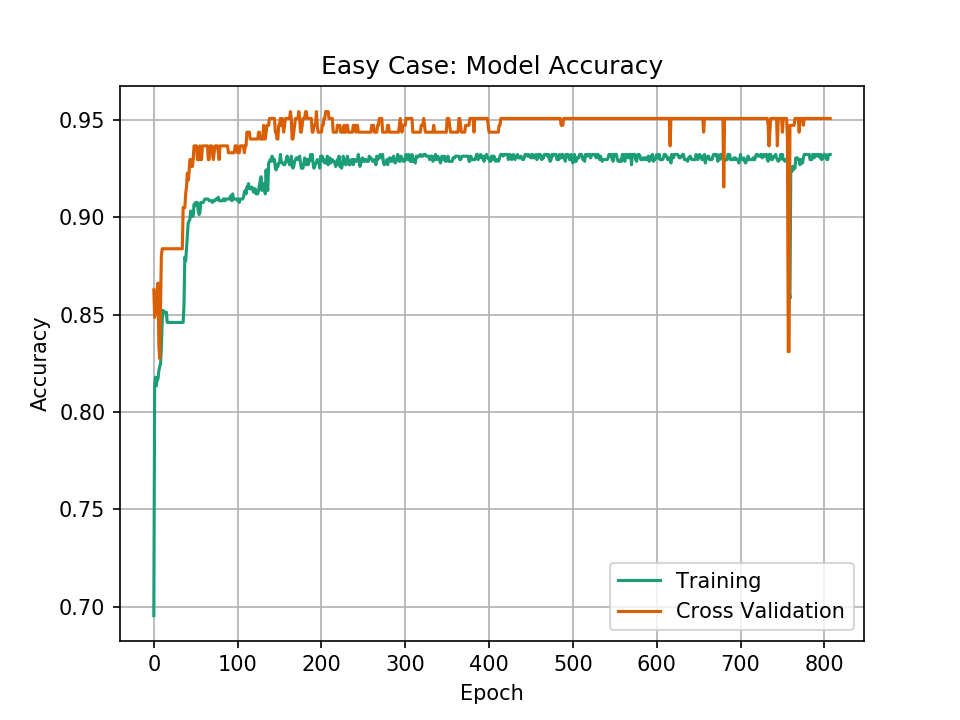 Easy Case: Model Accuracy
0.95
0.90
0.85
0.80
0.75
0.70
Accuracy
0 100 200 300 400 500 600 700 800
Epoch
Training
Cross Validation